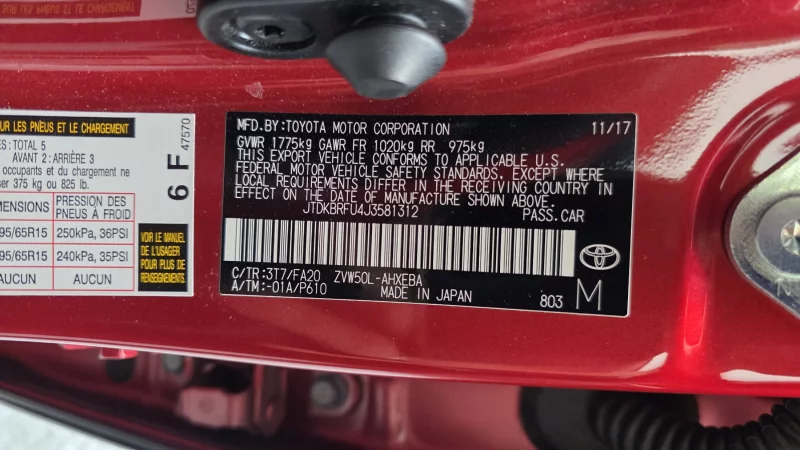 UR LES PNEUS ET LE CHARGEMENT
ES: TOTAL 5
AVANT 2: ARRIÈRE 3
occupants et du chargement ne
ser 375 kg ou 825 lb.
MENSIONS
PRESSION DES PNEUS À FROID
95/65R15
250kPa, 36PSI
95/65R15
240kPa, 35PSI
AUCUN
AUCUN
VOIR LE MANUEL
DE L'USAGER
POUR PLUS DE
RENSEIGNEMENTS
6 F
47570
MFD.BY:TOYOTA MOTOR CORPORATION 11/17
GVWR 1775kg GAWR FR 1020kg RR 975kg
THIS EXPORT VEHICLE CONFORMS TO APPLICABLE U.S.
FEDERAL MOTOR VEHICLE SAFETY STANDARDS, EXCEPT WHERE
LOCAL REGULATIONS DIFFER IN THE RECEIVING COUNTRY IN
EFFECT ON THE DATE OF MANUFACTURE SHOWN ABOVE.
JTDKBRFU4J3581312 PASS.CAR
C/TR:3T7/FA20 ZVW50L-AHXEBA
A/TM:-01A/P610 MADE IN JAPAN
803 M